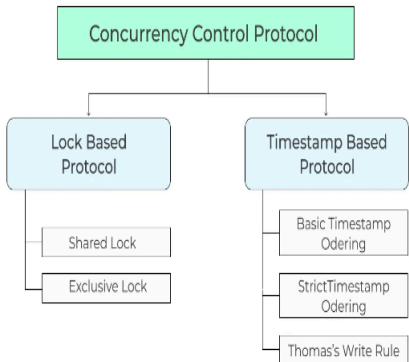 Concurrency Control Protocol
Lock Based
Protocol
Shared Lock
Exclusive Lock
Timestamp Based
Protocol
Basic Timestamp
Odering
StrictTimestamp
Odering
Thomas's Write Rule